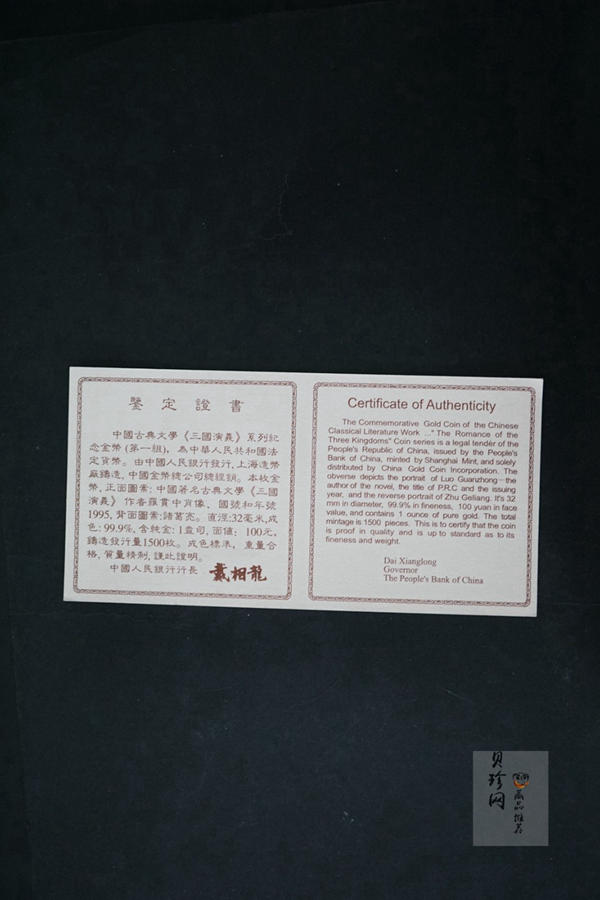 鑒定證書
中國古典文學《三國演義》系列紀
念金幣(第一組), 為中華人民共和國法
定貨幣。由中國人民銀行發行, 上海造幣
廠鑄造, 中國金幣總公司總經銷。本枚金
幣, 正面圖案: 中國著名古典文學《三國
演義》作者羅貫中肖像、國號和年號
1995, 背面圖案: 諸葛亮。直徑:32毫米, 成
色: 99.9%, 含純金: 1盎司, 面值: 100元,
鑄造發行量1500枚。成色標準, 重量合
格, 質量精制, 謹此證明。
中國人民銀行行長 戴相龍
Certificate of Authenticity
The Commemorative Gold Coin of the Chinese
Classical Literature Work ..." The Romance of the
Three Kingdoms" Coin series is a legal tender of the
People's Republic of China, issued by the People's
Bank of China, minted by Shanghai Mint, and solely
distributed by China Gold Coin Incorporation. The
obverse depicts the portrait of Luo Guanzhong—the
author of the novel, the title of P.R.C and the issuing
year, and the reverse portrait of Zhu Geliang. It's 32
mm in diameter, 99.9% in fineness, 100 yuan in face
value, and contains 1 ounce of pure gold. The total
mintage is 1500 pieces. This is to certify that the coin
is proof in quality and is up to standard as to its
fineness and weight.
Dai Xianglong
Governor
The People's Bank of China
贝珍网
藏品推荐